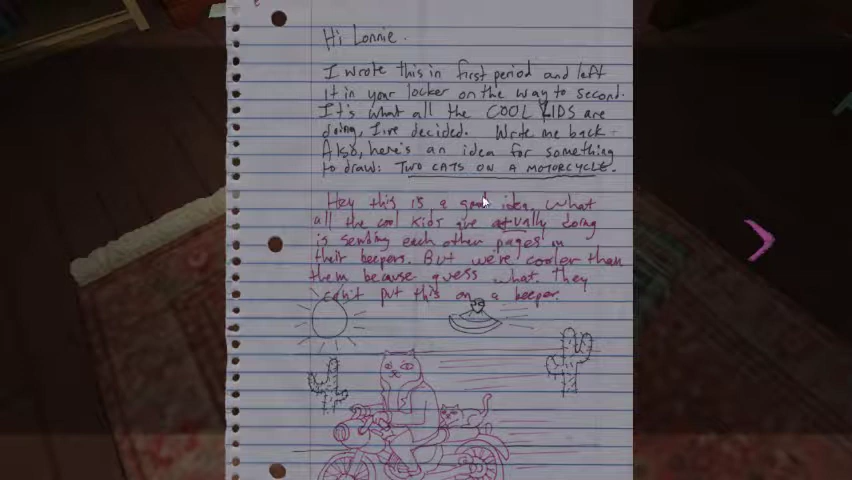 Hi Lonnie.
I wrote this in first period and left
it in your locker on the way to second.
It's what all the COOL KIDS are
doing, I've decided. Write me back.
Also, here's an idea for something
to draw: TWO CATS ON A MOTORCYCLE.
Hey this is a good idea. What
all the cool kids are actually doing
is sending each other pages on
their beepers. But we're cooler than
them because guess what. They
can't put this on a beeper.